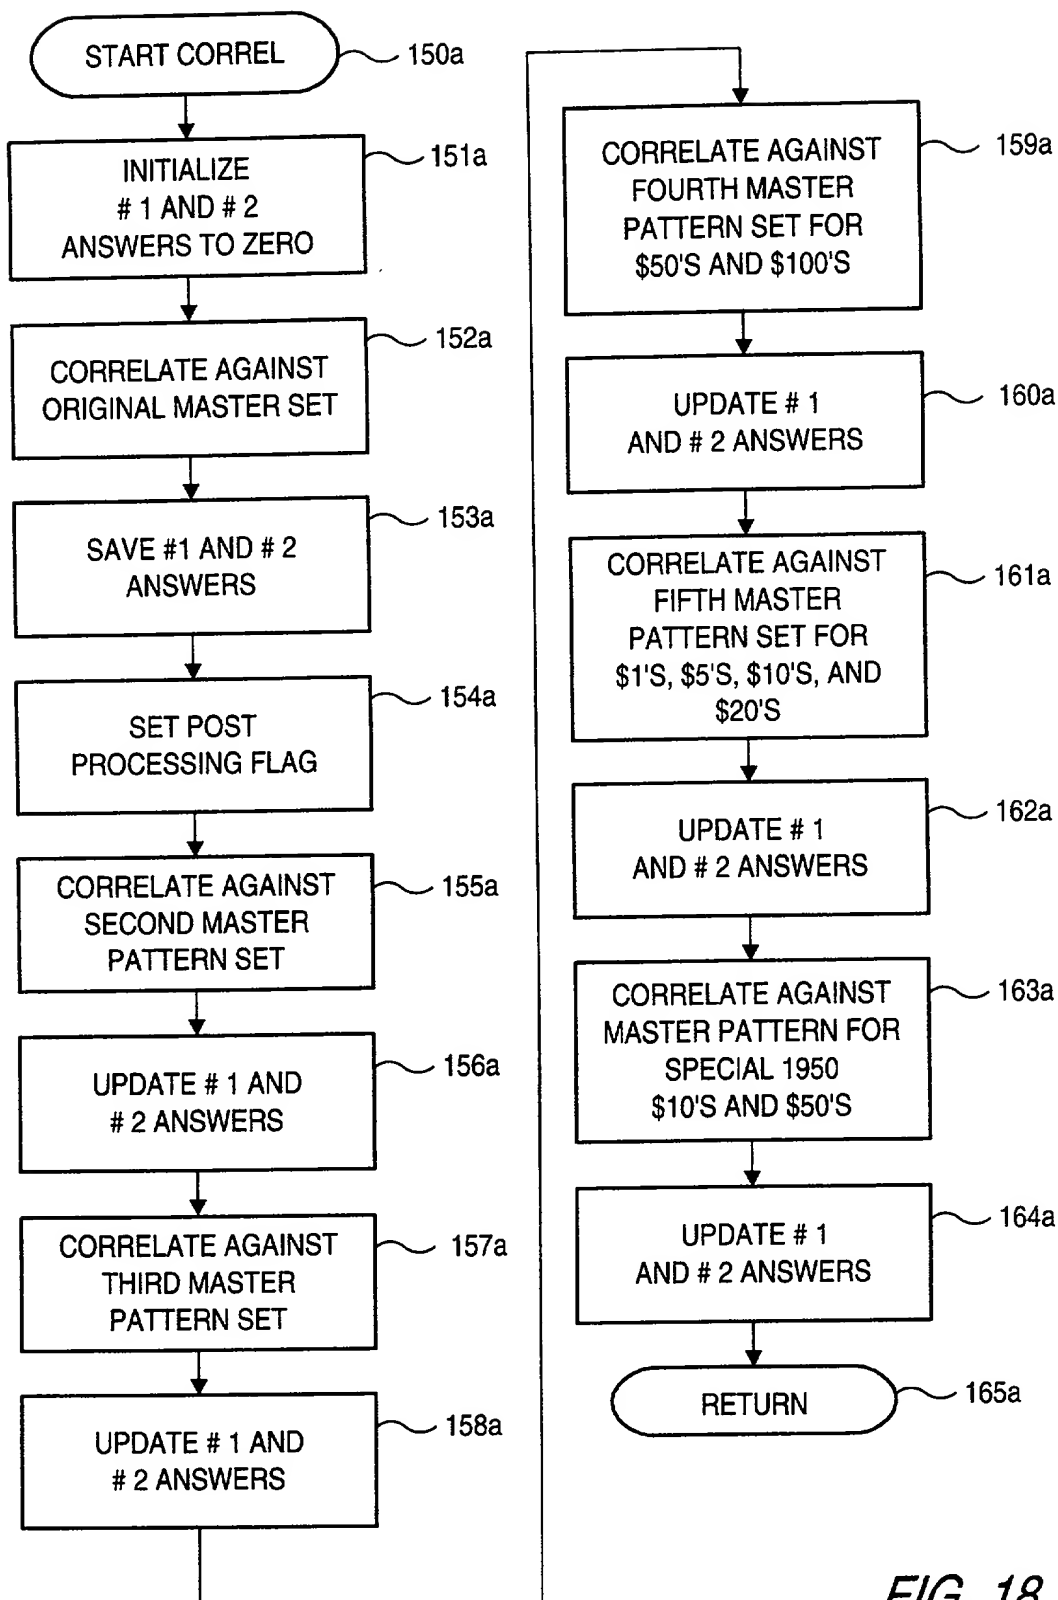 START CORREL
150a
INITIALIZE
# 1 AND # 2
ANSWERS TO ZERO
151a
CORRELATE AGAINST
ORIGINAL MASTER SET
152a
SAVE #1 AND # 2
ANSWERS
153a
SET POST
PROCESSING FLAG
154a
CORRELATE AGAINST
SECOND MASTER
PATTERN SET
155a
UPDATE # 1 AND
# 2 ANSWERS
156a
CORRELATE AGAINST
THIRD MASTER
PATTERN SET
157a
UPDATE # 1 AND
# 2 ANSWERS
158a
CORRELATE AGAINST
FOURTH MASTER
PATTERN SET FOR
$50'S AND $100'S
159a
UPDATE # 1
AND # 2 ANSWERS
160a
CORRELATE AGAINST
FIFTH MASTER
PATTERN SET FOR
$1'S, $5'S, $10'S, AND
$20'S
161a
UPDATE # 1
AND # 2 ANSWERS
162a
CORRELATE AGAINST
MASTER PATTERN FOR
SPECIAL 1950
$10'S AND $50'S
163a
UPDATE # 1
AND # 2 ANSWERS
164a
RETURN
165a
FIG. 18